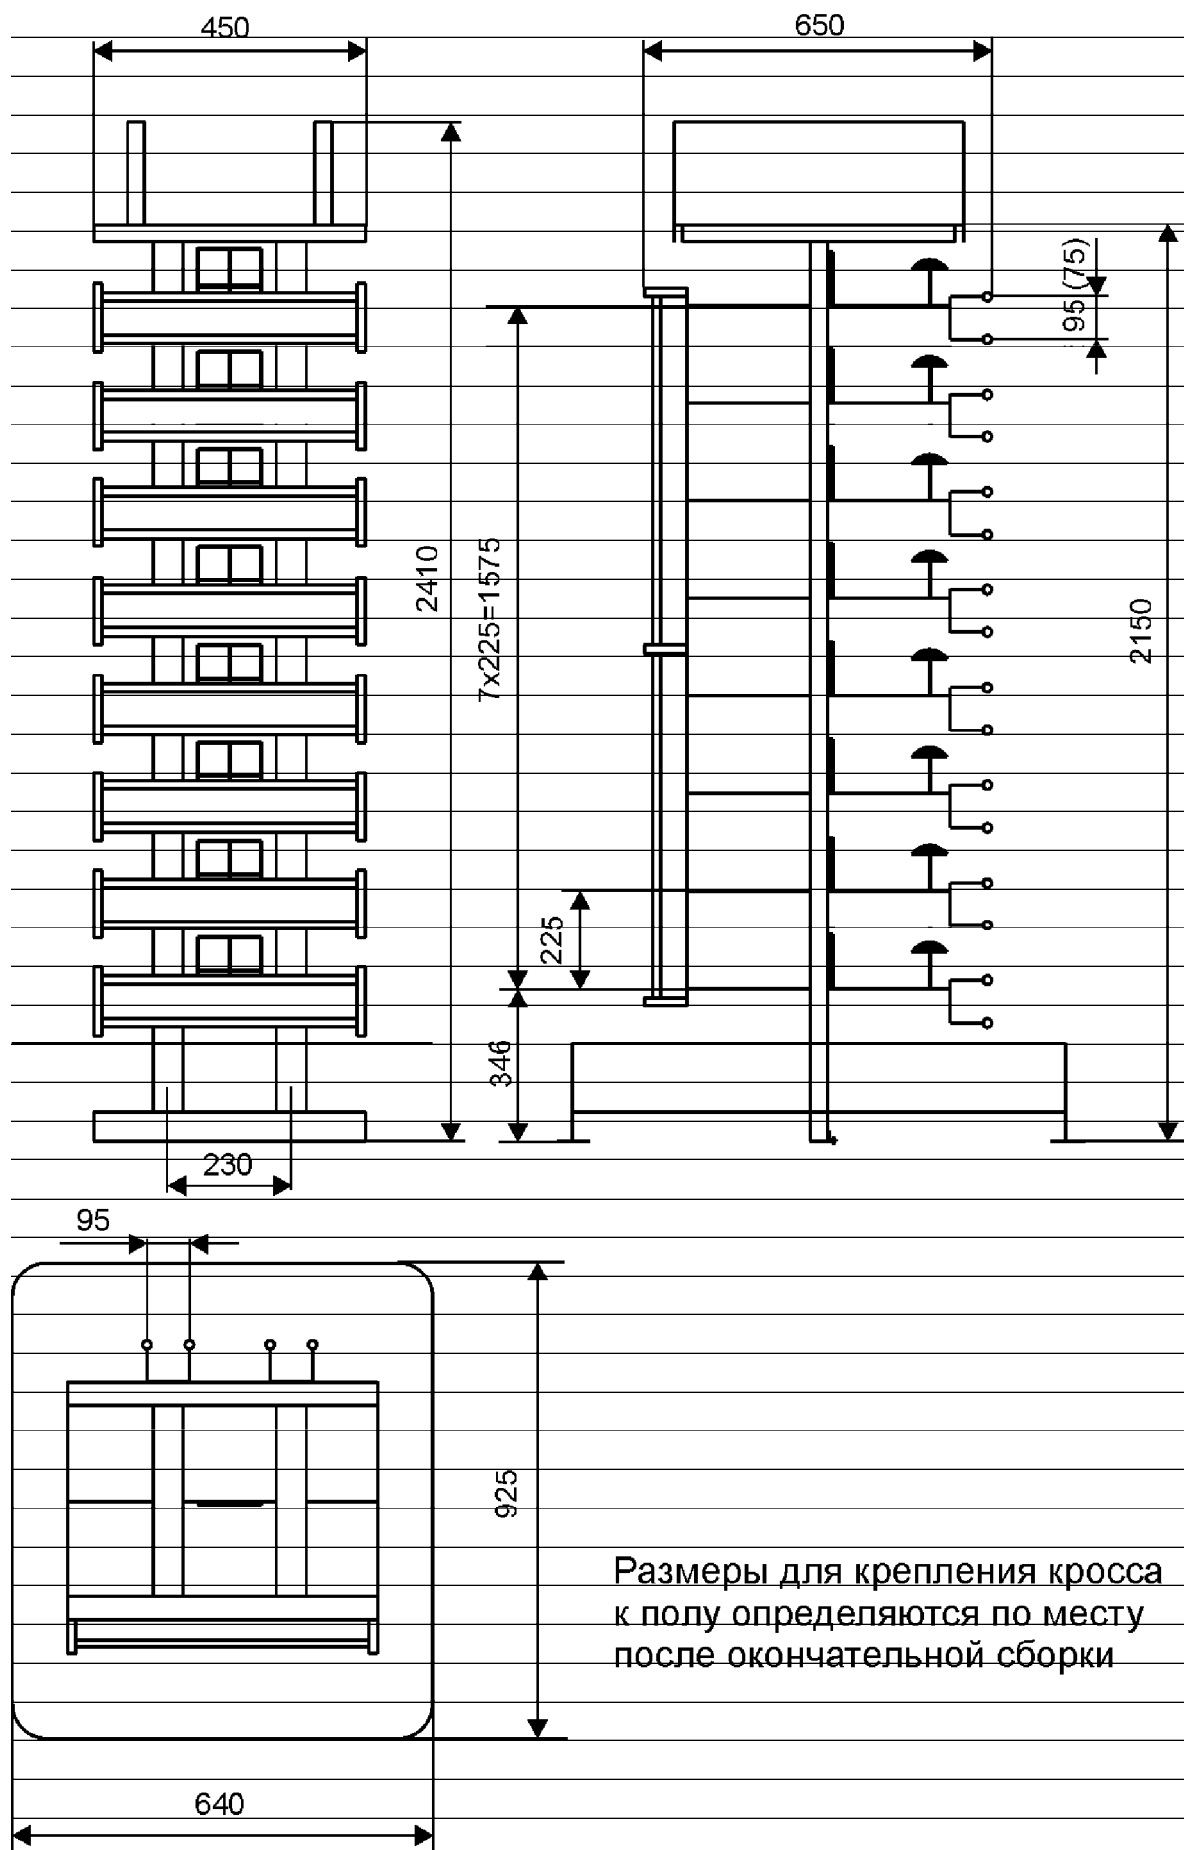 450
650
95 (75)
2410
7x225=1575
2150
225
346
230
95
925
Размеры для крепления кросса
к полу определяются по месту
после окончательной сборки
640